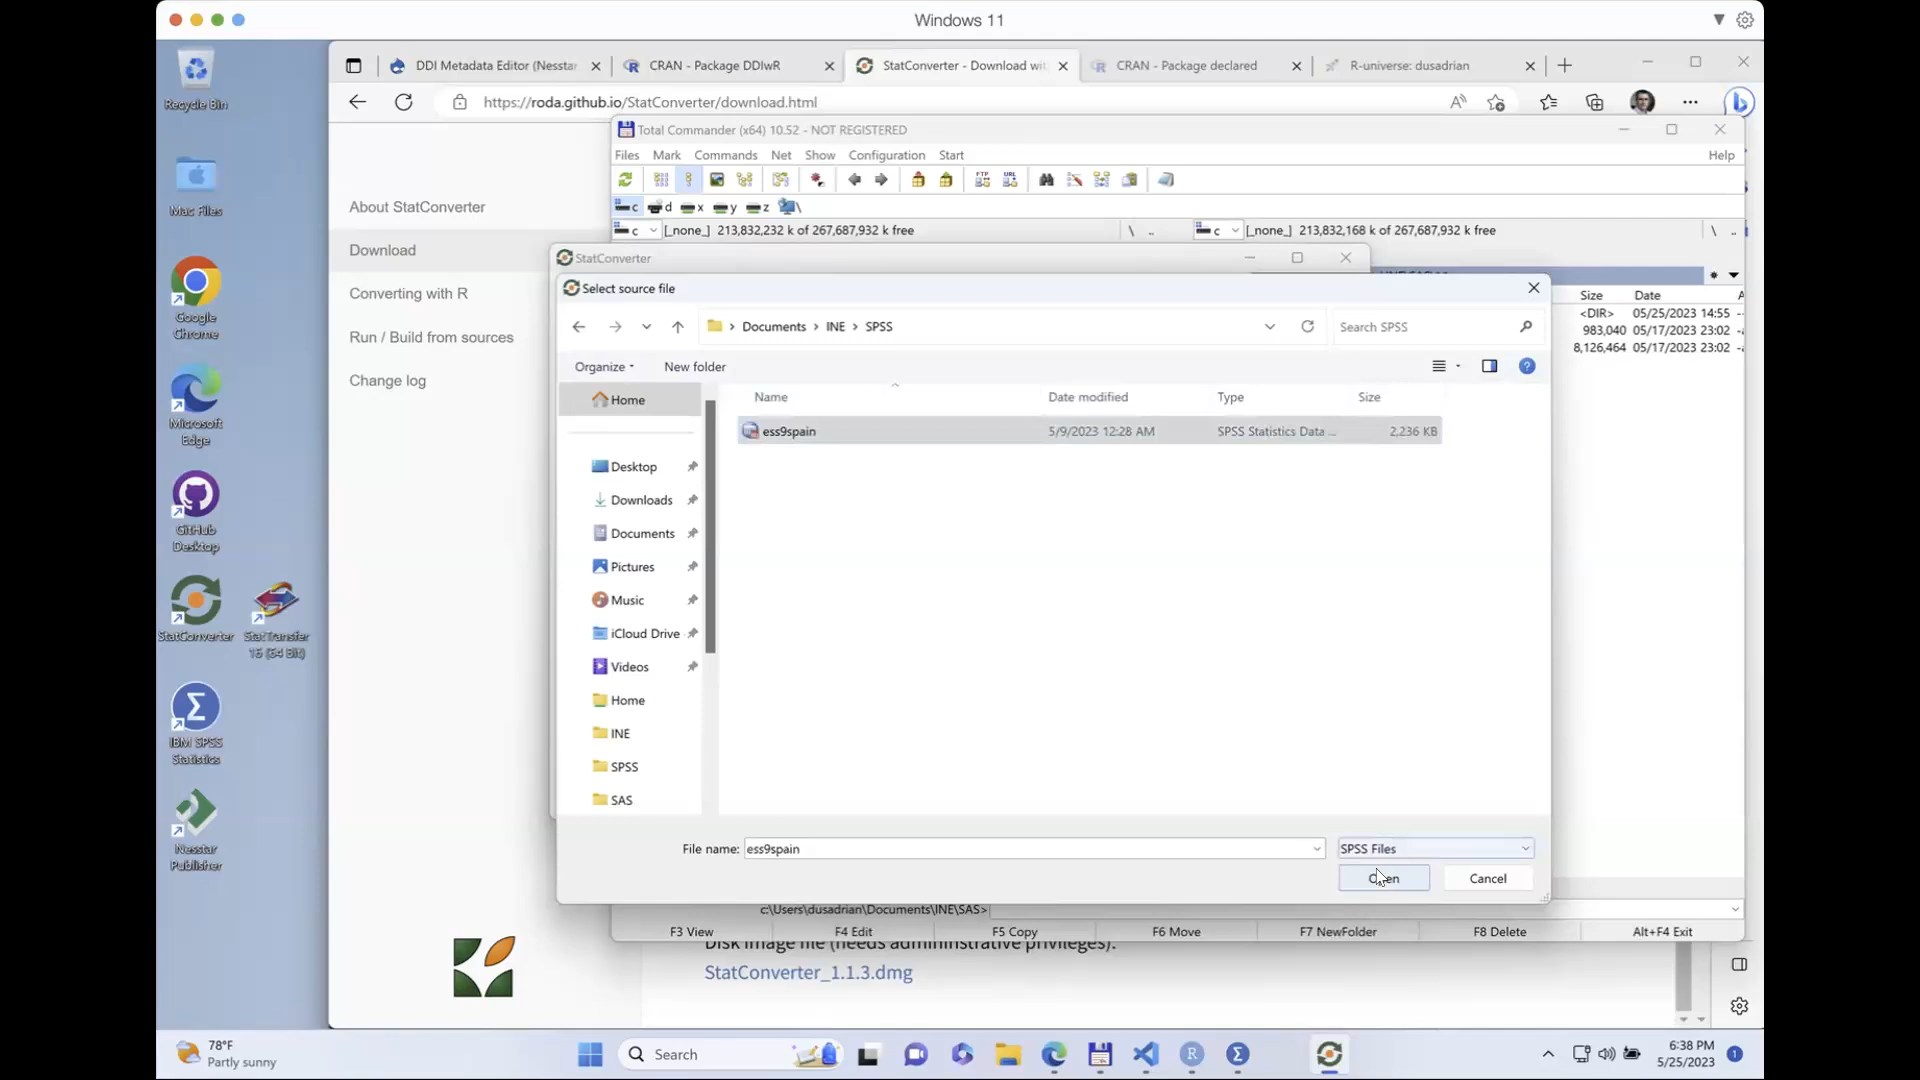 Windows 11
Recycle Bin
Mac Files
Google
Chrome
Microsoft
Edge
GitHub
Desktop
StatConverter
StatTransfer
16 (64 Bit)
IBM SPSS
Statistics
Nesstar
Publisher
DDI Metadata Editor (Nesstar
CRAN - Package DDIwR
StatConverter - Download wit
CRAN - Package declared
R-universe: dusadrian
https://roda.github.io/StatConverter/download.html
About StatConverter
Download
Converting with R
Run / Build from sources
Change log
Total Commander (x64) 10.52 - NOT REGISTERED
Files Mark Commands Net Show Configuration Start Help
c d x y z \
c [_none_] 213,832,232 k of 267,687,932 k free \ ..
c [_none_] 213,832,168 k of 267,687,932 k free \ ..
Size Date
<DIR> 05/25/2023 14:55
983,040 05/17/2023 23:02
8,126,464 05/17/2023 23:02
StatConverter
Select source file
Documents > INE > SPSS
Search SPSS
Organize New folder
Name Date modified Type Size
ess9spain 5/9/2023 12:28 AM SPSS Statistics Data ... 2,236 KB
Home
Desktop
Downloads
Documents
Pictures
Music
iCloud Drive
Videos
Home
INE
SPSS
SAS
File name: ess9spain SPSS Files
Open Cancel
c:\Users\dusadrian\Documents\INE\SAS>
F3 View F4 Edit F5 Copy F6 Move F7 NewFolder F8 Delete Alt+F4 Exit
Disk image file (needs admininstrative privileges):
StatConverter_1.1.3.dmg
78°F
Partly sunny
Search
6:38 PM
5/25/2023
1